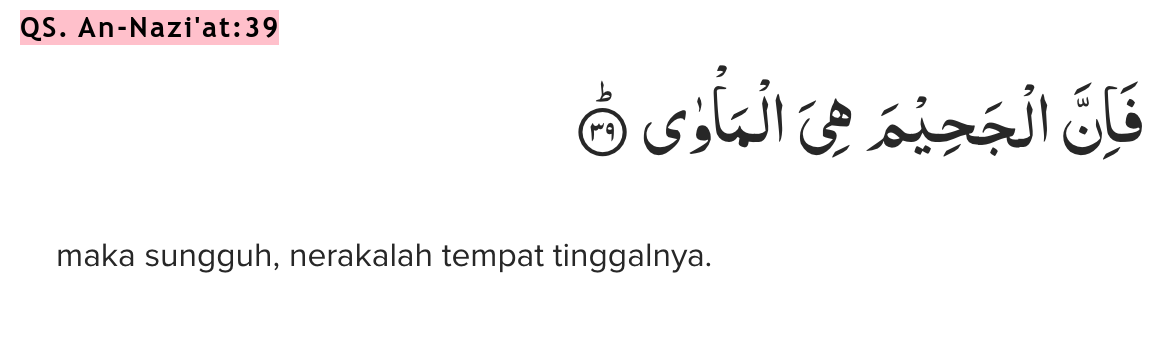 QS. An-Nazi'at:39
فَاِنَّ الْجَحِيْمَ هِيَ الْمَأْوٰى ۗ ٣٩
maka sungguh, nerakalah tempat tinggalnya.